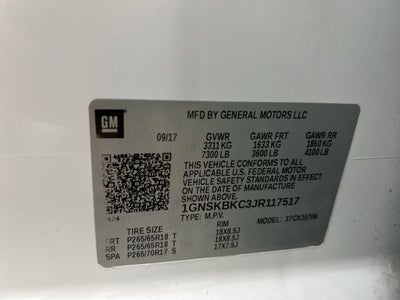 GM
MFD BY GENERAL MOTORS LLC
09/17 GVWR GAWR FRT GAWR RR
3311 KG 1633 KG 1860 KG
7300 LB 3600 LB 4100 LB
THIS VEHICLE CONFORMS TO ALL
APPLICABLE U.S. FEDERAL MOTOR
VEHICLE SAFETY STANDARDS IN
EFFECT ON THE DATE OF
MANUFACTURE SHOWN
ABOVE.
1GNSKBKC3JR117517
TYPE: M.P.V. MODEL: 37CK15706
TIRE SIZE RIM
FRT P265/65R18 T 18X8.5J
RR P265/65R18 T 18X8.5J
SPA P265/70R17 S 17X7.5J